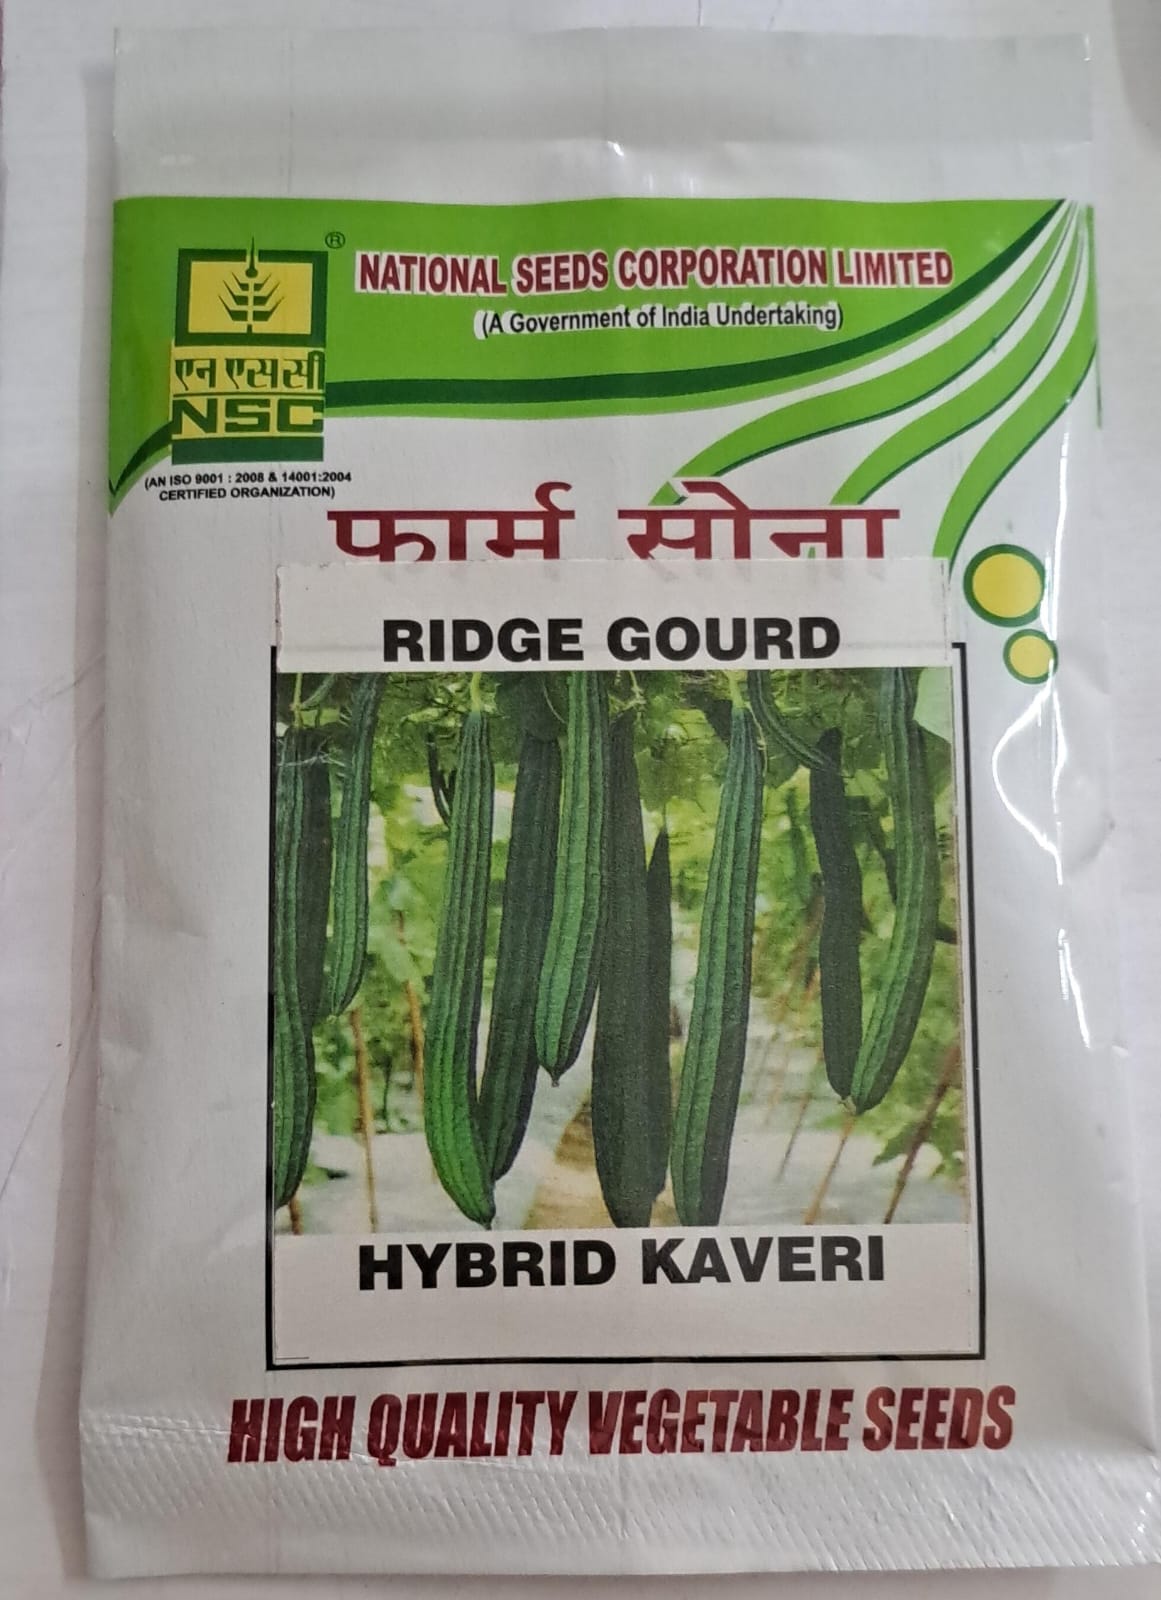 ®
NATIONAL SEEDS CORPORATION LIMITED
(A Government of India Undertaking)
एन एस सी
NSC
(AN ISO 9001 : 2008 & 14001:2004
CERTIFIED ORGANIZATION)
फार्म सोना
RIDGE GOURD
HYBRID KAVERI
HIGH QUALITY VEGETABLE SEEDS